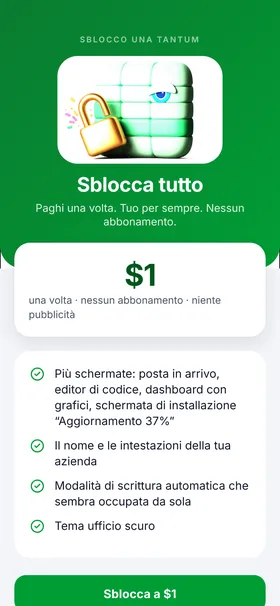 SBLOCCO UNA TANTUM
Sblocca tutto
Paghi una volta. Tuo per sempre. Nessun
abbonamento.
$1
una volta · nessun abbonamento · niente
pubblicità
Più schermate: posta in arrivo,
editor di codice, dashboard con
grafici, schermata di installazione
“Aggiornamento 37%”
Il nome e le intestazioni della tua
azienda
Modalità di scrittura automatica che
sembra occupata da sola
Tema ufficio scuro
Sblocca a $1